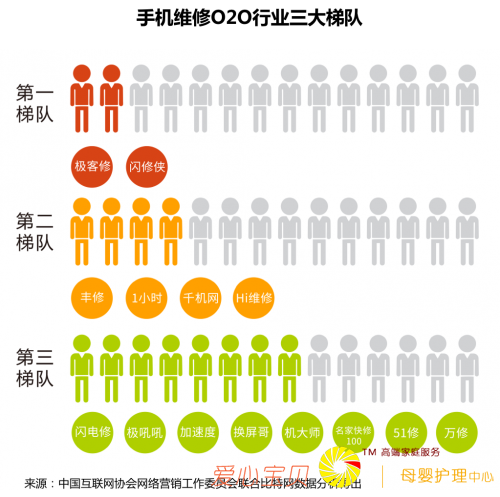 手机维修O2O行业三大梯队
第一
梯队
极客修
闪修侠
第二
梯队
丰修
1小时
千机网
Hi维修
第三
梯队
闪电修
极吼吼
加速度
换屏哥
机大师
名家快修
100
51修
万修
TM 高端家庭服务
爱心宝贝
母婴护理中心
来源：中国互联网协会网络营销工作委员会联合比特网数据分析得出